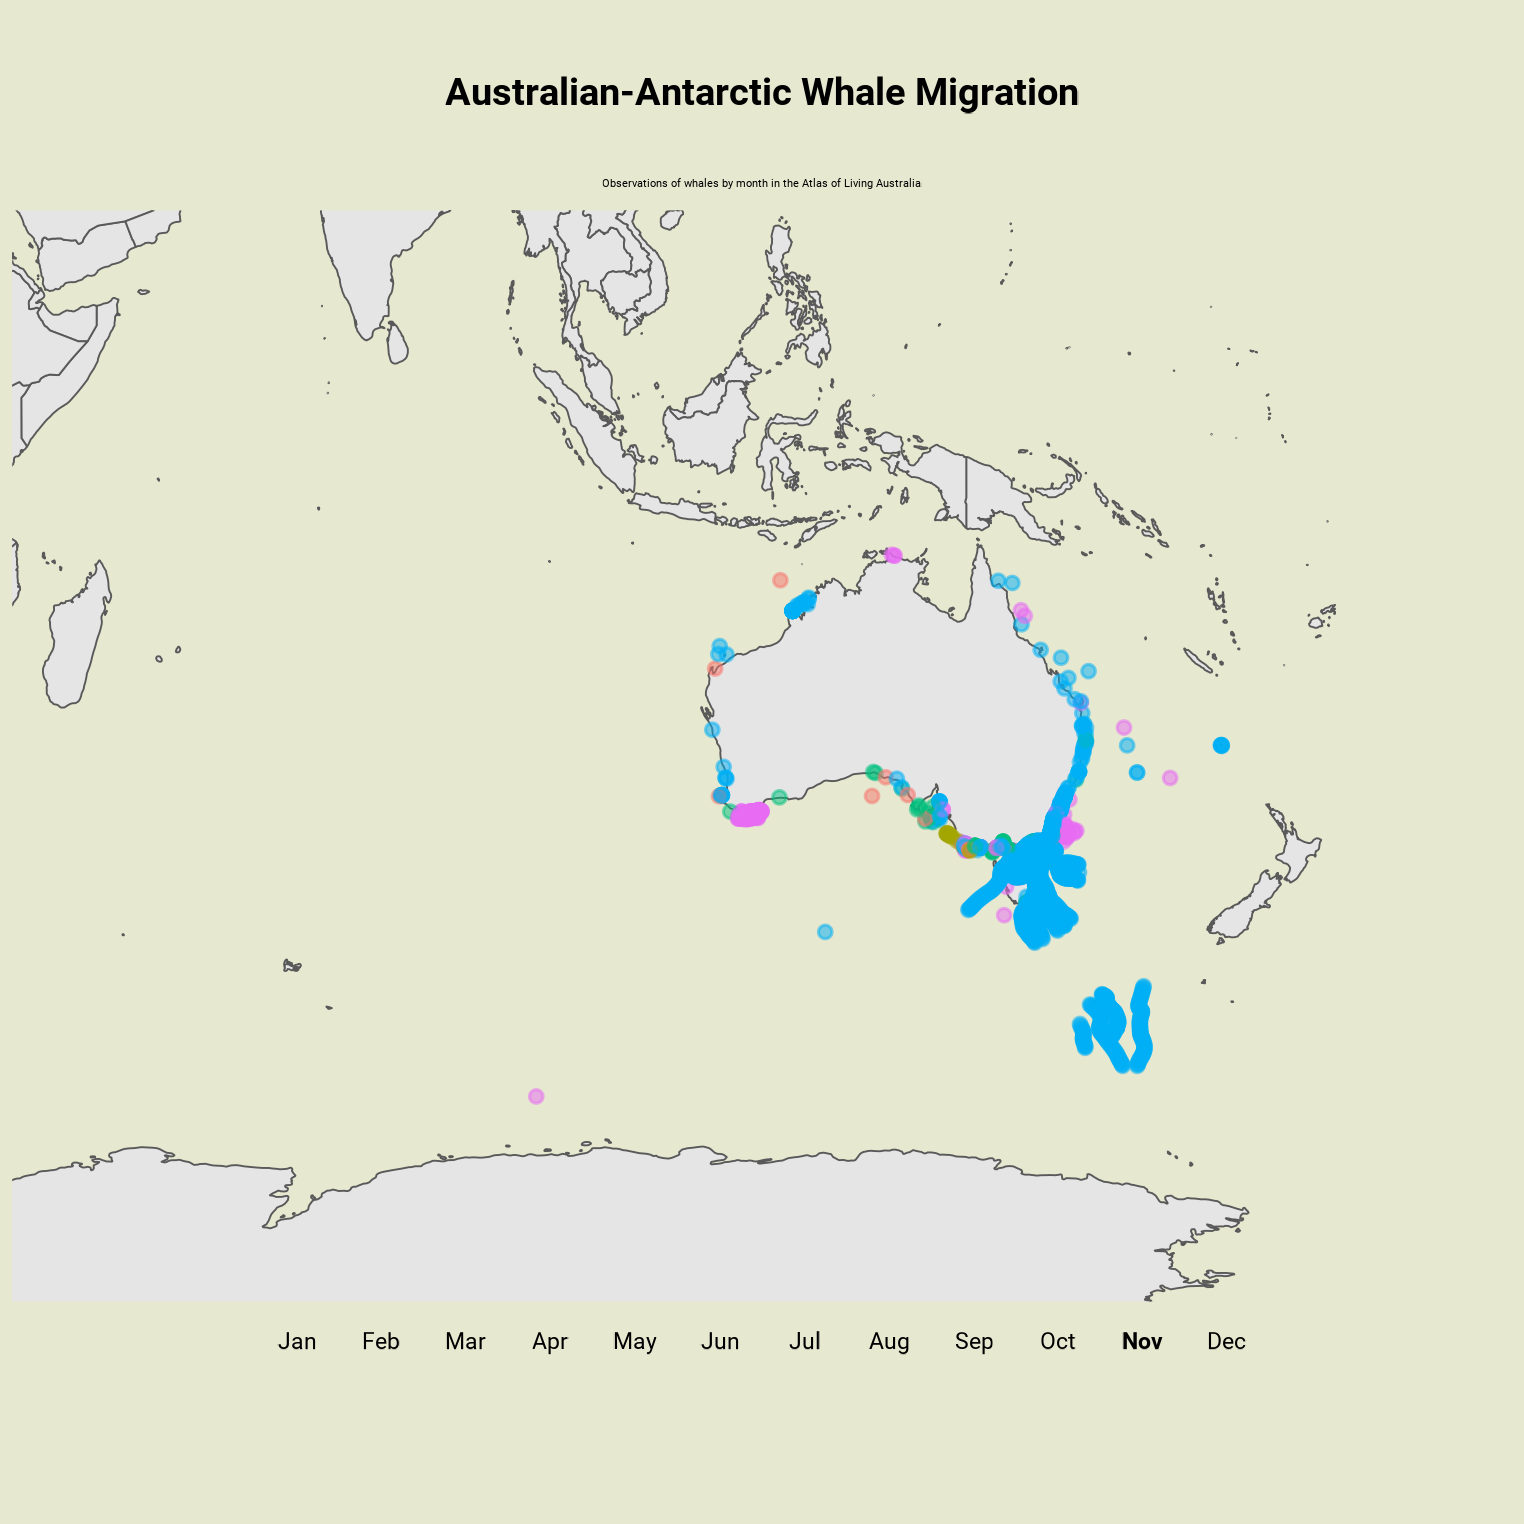 Australian-Antarctic Whale Migration
Observations of whales by month in the Atlas of Living Australia
Jan Feb Mar Apr May Jun Jul Aug Sep Oct Nov Dec